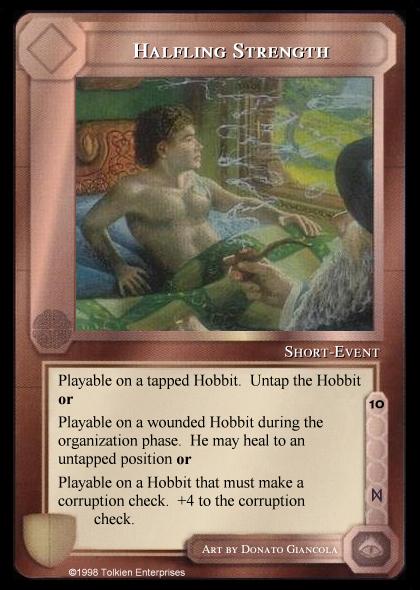 HALFLING STRENGTH
SHORT-EVENT
Playable on a tapped Hobbit. Untap the Hobbit
or
Playable on a wounded Hobbit during the
organization phase. He may heal to an
untapped position or
Playable on a Hobbit that must make a
corruption check. +4 to the corruption
check.
10
ART BY DONATO GIANCOLA
©1998 Tolkien Enterprises